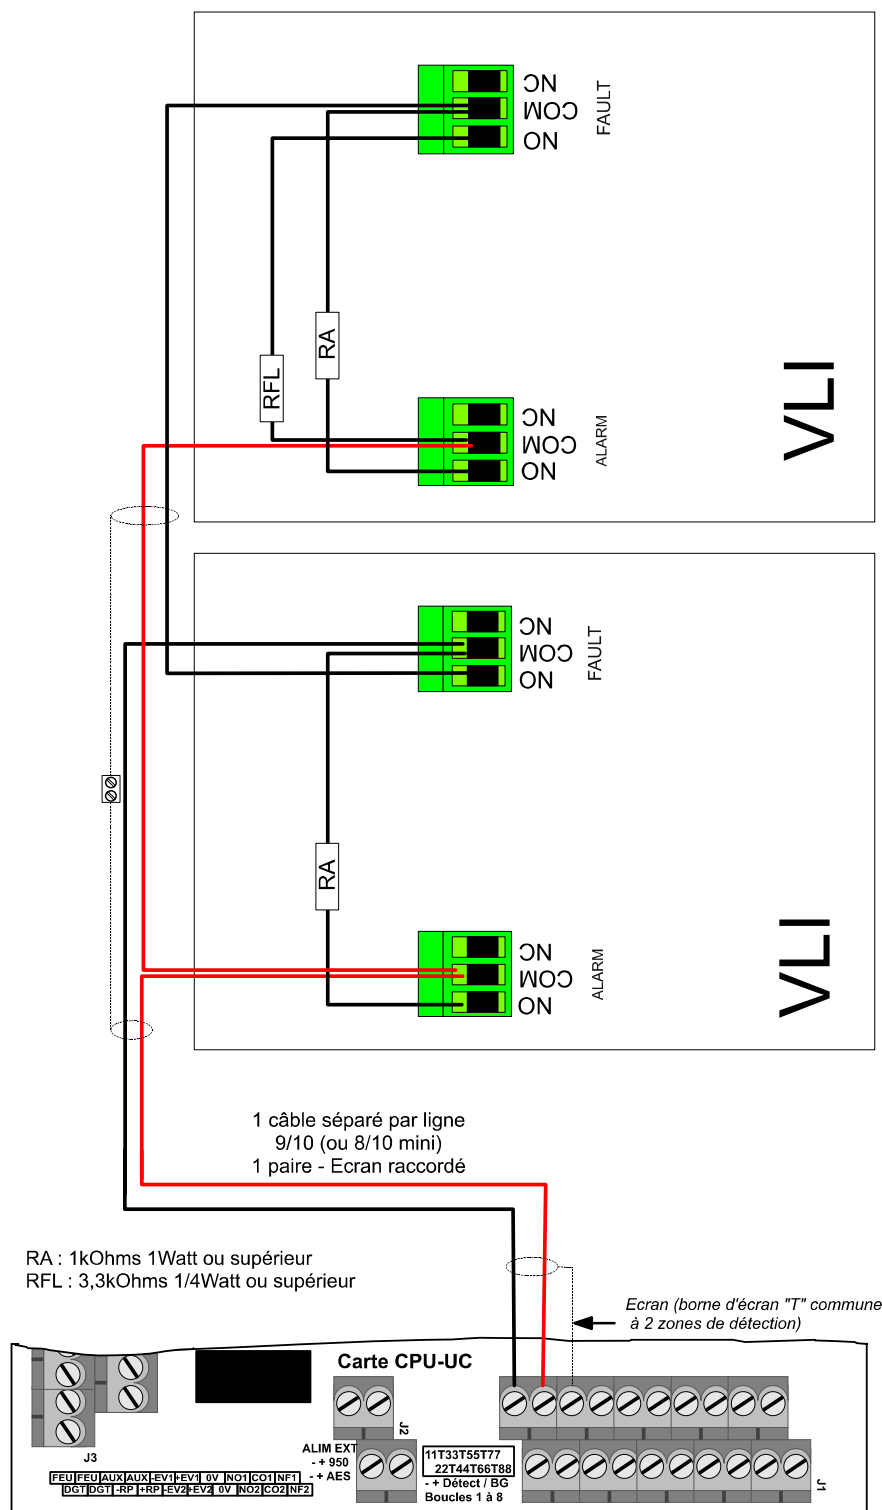 NC
COM
NO
FAULT
RA
RFL
VLI
NC
COM
NO
ALARM
NC
COM
NO
FAULT
RA
VLI
NC
COM
NO
ALARM
1 câble séparé par ligne
9/10 (ou 8/10 mini)
1 paire - Ecran raccordé
RA : 1kOhms 1Watt ou supérieur
RFL : 3,3kOhms 1/4Watt ou supérieur
Ecran (borne d'écran "T" commune
à 2 zones de détection)
Carte CPU-UC
J3
FEU FEU AUX AUX -EV1 +EV1 0V NO1 CO1 NF1
DGT DGT -RP +RP -EV2 +EV2 0V NO2 CO2 NF2
ALIM EXT
- + 950
- + AES
J2
11T33T55T77
22T44T66T88
- + Détect / BG
Boucles 1 à 8
J1